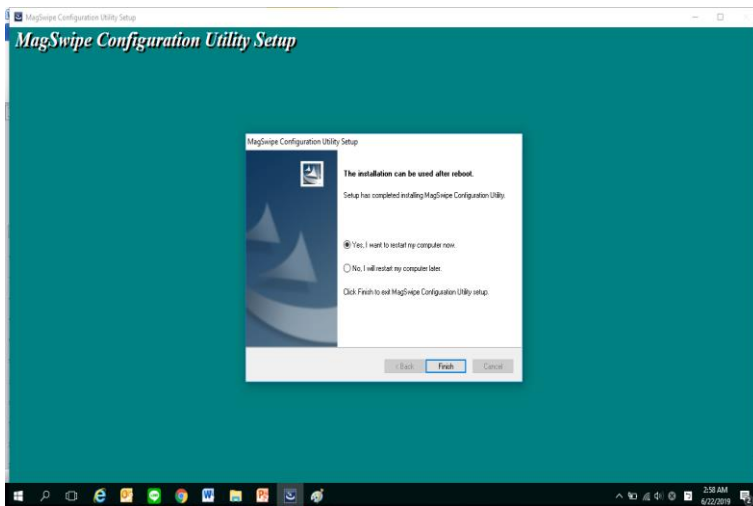 MagSwipe Configuration Utility Setup
MagSwipe Configuration Utility Setup
MagSwipe Configuration Utility Setup
The installation can be used after reboot.
Setup has completed installing MagSwipe Configuration Utility.
Yes, I want to restart my computer now.
No, I will restart my computer later.
Click Finish to exit MagSwipe Configuration Utility setup.
< Back Finish Cancel
2:58 AM
6/22/2019